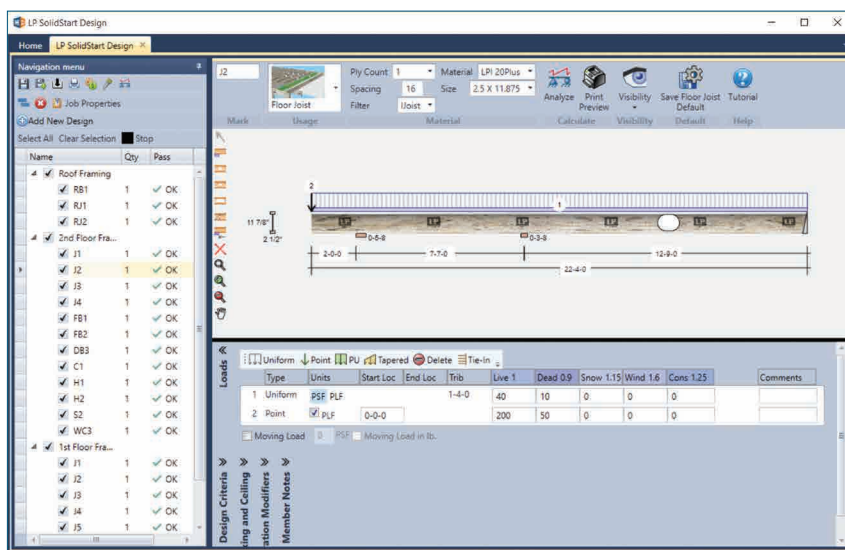 LP SolidStart Design
Home LP SolidStart Design ×
Navigation menu
Job Properties
Add New Design
Select All Clear Selection Stop
Name Qty Pass
Roof Framing
RB1 1 OK
RJ1 1 OK
RJ2 1 OK
2nd Floor Fra...
J1 1 OK
J2 1 OK
J3 1 OK
J4 1 OK
FB1 1 OK
FB2 1 OK
DB3 1 OK
C1 1 OK
H1 1 OK
H2 1 OK
S2 1 OK
WC3 1 OK
1st Floor Fra...
J1 1 OK
J2 1 OK
J3 1 OK
J4 1 OK
J5 1 OK
J2
Mark
Floor Joist
Usage
Ply Count 1 Material LPI 20Plus
Spacing 16 Size 2.5 X 11.875
Filter IJoist
Material
Analyze Print Preview
Calculate
Visibility
Visibility
Save Floor Joist Default
Default
Tutorial
Help
2
1
11 7/8"
2 1/2"
LP LP LP LP LP LP
0-5-8 0-3-8
2-0-0 7-7-0 12-9-0
22-4-0
Loads
Uniform Point PU Tapered Delete Tie-In
Type Units Start Loc End Loc Trib Live 1 Dead 0.9 Snow 1.15 Wind 1.6 Cons 1.25 Comments
1 Uniform PSF PLF 1-4-0 40 10 0 0 0
2 Point PLF 0-0-0 200 50 0 0 0
Moving Load 0 PSF Moving Load in lb.
Design Criteria
king and Ceiling
ation Modifiers
Member Notes